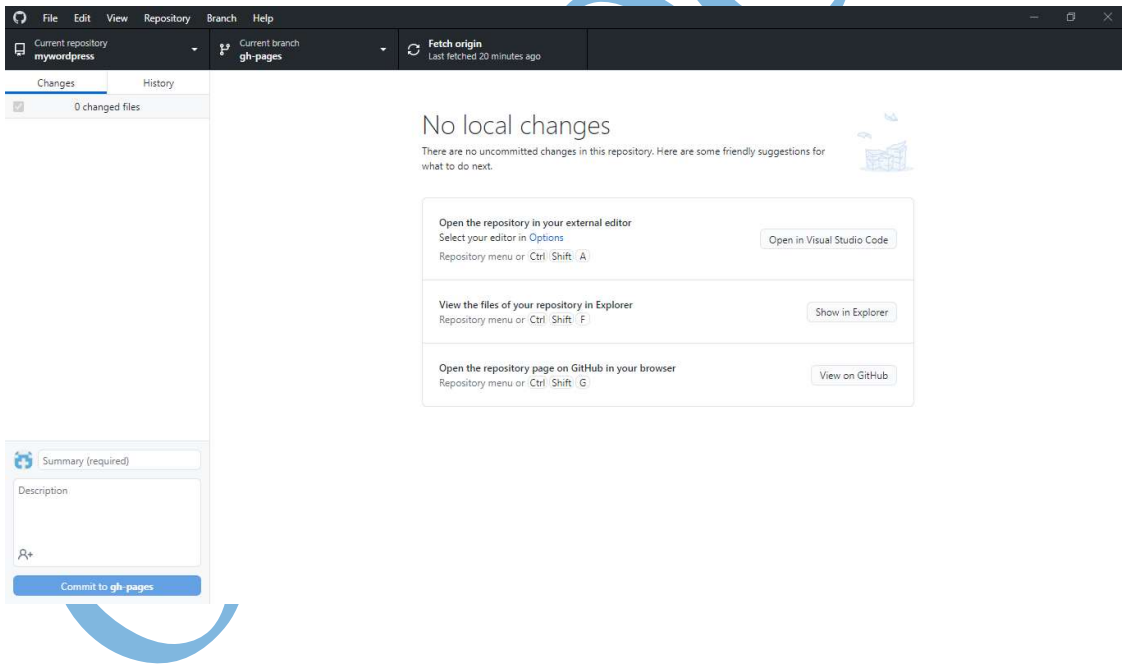 File Edit View Repository Branch Help
Current repository
mywordpress
Current branch
gh-pages
Fetch origin
Last fetched 20 minutes ago
Changes History
0 changed files
No local changes
There are no uncommitted changes in this repository. Here are some friendly suggestions for
what to do next.
Open the repository in your external editor
Select your editor in Options
Repository menu or Ctrl Shift A
Open in Visual Studio Code
View the files of your repository in Explorer
Repository menu or Ctrl Shift F
Show in Explorer
Open the repository page on GitHub in your browser
Repository menu or Ctrl Shift G
View on GitHub
Summary (required)
Description
Commit to gh-pages